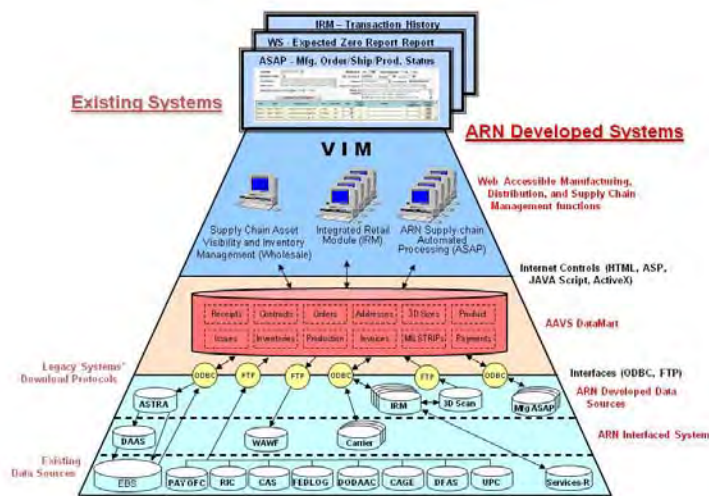 IRM – Transaction History
WS - Expected Zero Report Report
ASAP - Mfg. Order/Ship/Prod. Status
Existing Systems
ARN Developed Systems
VIM
Web Accessible Manufacturing,
Distribution, and Supply Chain
Management functions
Supply Chain Asset
Visibility and Inventory
Management (Wholesale)
Integrated Retail
Module (IRM)
ARN Supply-chain
Automated
Processing (ASAP)
Internet Controls (HTML, ASP,
JAVA Script, ActiveX)
Receipts Contracts Orders Addresses 3D Sizes Product
Issues Inventories Production Invoices MILSTRIPs Payments
AAVS DataMart
Legacy 'Systems'
Download Protocols
ODBC FTP FTP ODBC FTP ODBC
Interfaces (ODBC, FTP)
ASTRA IRM 3D Scan Mfg ASAP
ARN Developed Data
Sources
DAAS WAWF Carrier
ARN Interfaced System
Existing
Data Sources
EBS PAYOFC RIC CAS FEDLOG DODAAC CAGE DFAS UPC Services-R